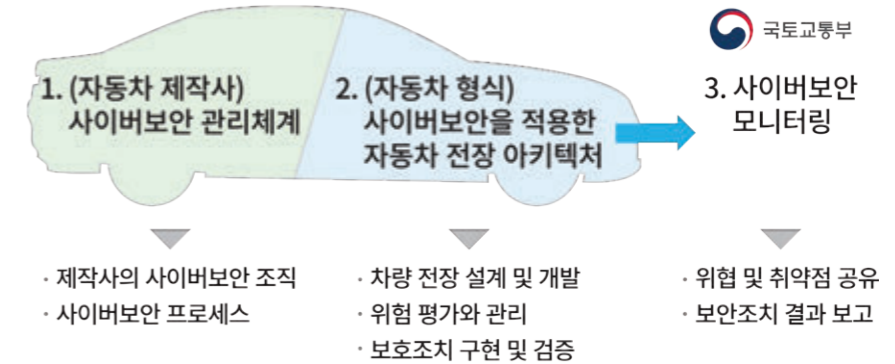 국토교통부
1. (자동차 제작사)
사이버보안 관리체계
2. (자동차 형식)
사이버보안을 적용한
자동차 전장 아키텍처
3. 사이버보안
모니터링
· 제작사의 사이버보안 조직
· 사이버보안 프로세스
· 차량 전장 설계 및 개발
· 위험 평가와 관리
· 보호조치 구현 및 검증
· 위협 및 취약점 공유
· 보안조치 결과 보고